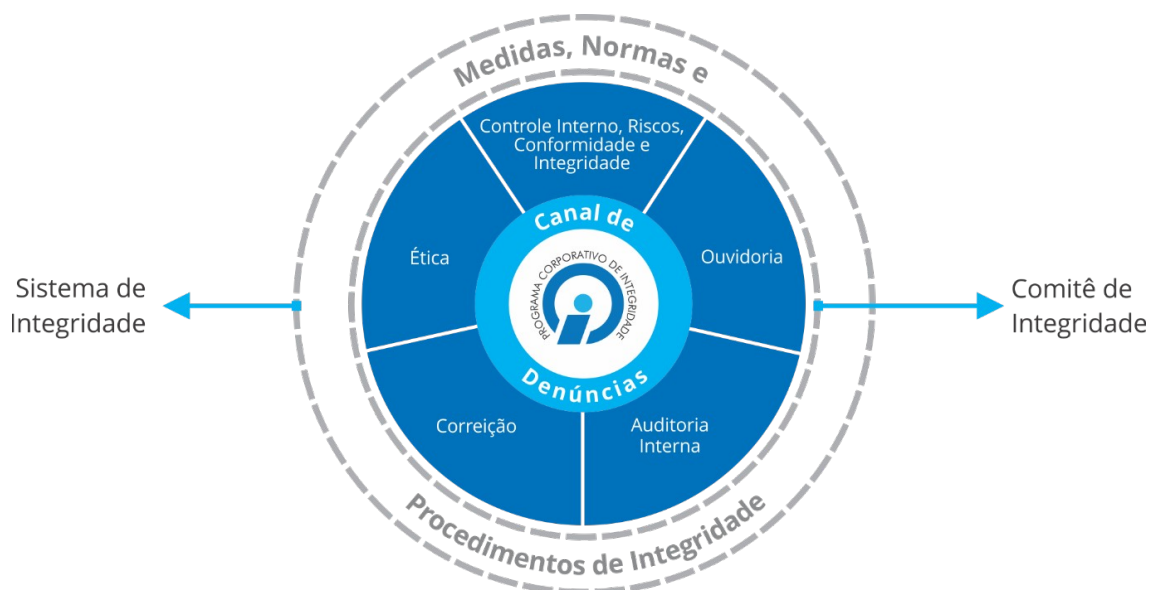 Medidas, Normas e
Controle Interno, Riscos,
Conformidade e
Integridade
Canal de
Ética
PROGRAMA CORPORATIVO DE INTEGRIDADE
Ouvidoria
Sistema de
Integridade
Comitê de
Integridade
Denúncias
Correição
Auditoria
Interna
Procedimentos de Integridade